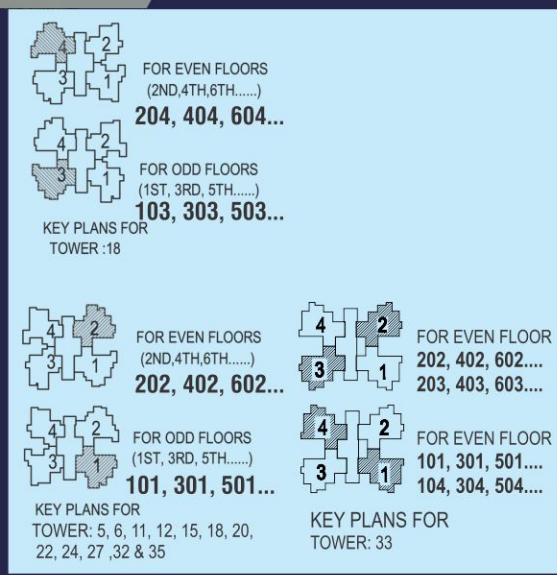 4 2
3 1
FOR EVEN FLOORS
(2ND,4TH,6TH......)
204, 404, 604...
4 2
3 1
FOR ODD FLOORS
(1ST, 3RD, 5TH......)
103, 303, 503...
KEY PLANS FOR
TOWER :18
4 2
3 1
FOR EVEN FLOORS
(2ND,4TH,6TH......)
202, 402, 602...
4 2
3 1
FOR ODD FLOORS
(1ST, 3RD, 5TH......)
101, 301, 501...
KEY PLANS FOR
TOWER: 5, 6, 11, 12, 15, 18, 20,
22, 24, 27 ,32 & 35
4 2
3 1
FOR EVEN FLOOR
202, 402, 602....
203, 403, 603....
4 2
3 1
FOR EVEN FLOOR
101, 301, 501....
104, 304, 504....
KEY PLANS FOR
TOWER: 33